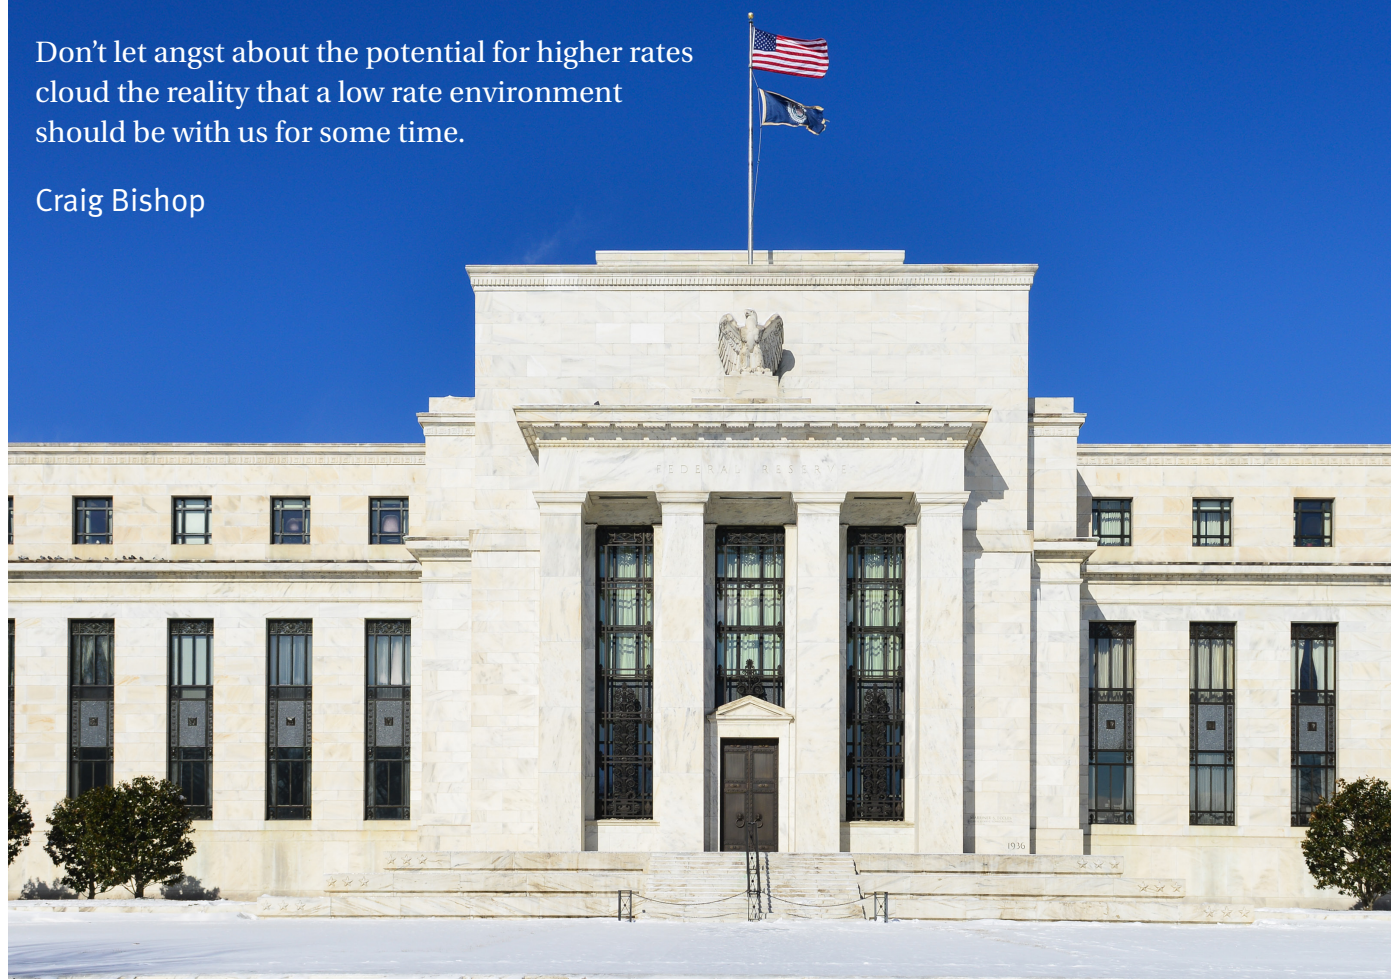 Don’t let angst about the potential for higher rates
cloud the reality that a low rate environment
should be with us for some time.
Craig Bishop
FEDERAL RESERVE
1936